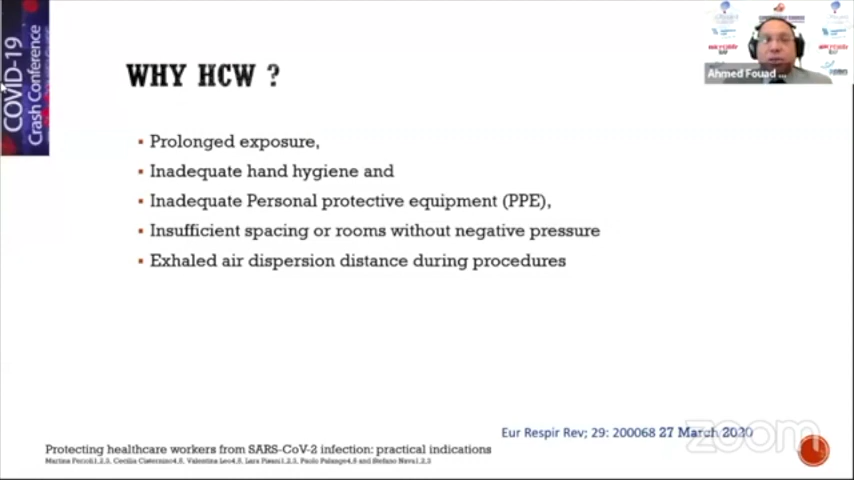 COVID-19
Crash Conference
WHY HCW ?
Ahmed Fouad ...
Prolonged exposure,
Inadequate hand hygiene and
Inadequate Personal protective equipment (PPE),
Insufficient spacing or rooms without negative pressure
Exhaled air dispersion distance during procedures
Eur Respir Rev; 29: 200068 27 March 2020
zoom
Protecting healthcare workers from SARS-CoV-2 infection: practical indications